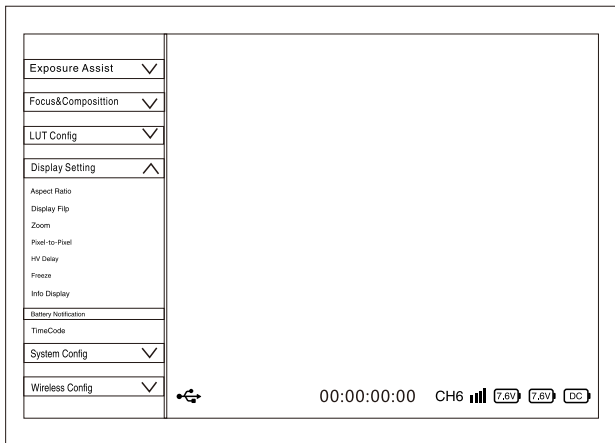 Exposure Assist
Focus&Composittion
LUT Config
Display Setting
Aspect Ratio
Display Filp
Zoom
Pixel-to-Pixel
HV Delay
Freeze
Info Display
Battery Notification
TimeCode
System Config
Wireless Config
00:00:00:00 CH6 7,6V 7,6V DC